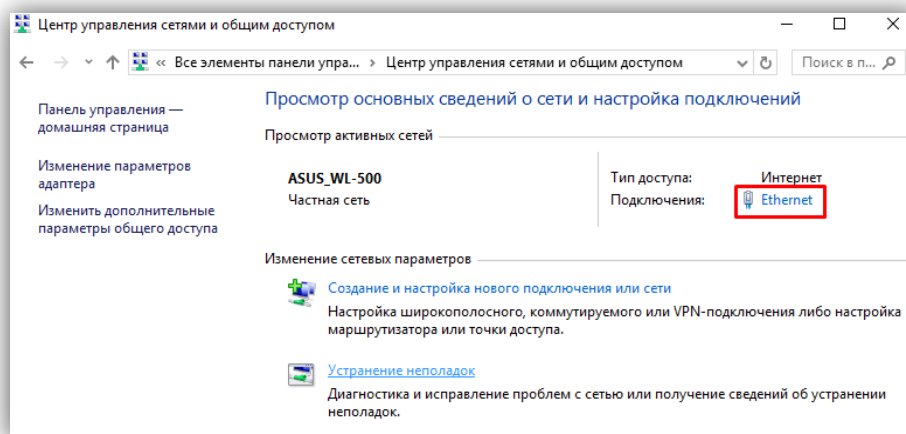 Центр управления сетями и общим доступом
« Все элементы панели упра... › Центр управления сетями и общим доступом
Поиск в п...
Панель управления —
домашняя страница
Изменение параметров
адаптера
Изменить дополнительные
параметры общего доступа
Просмотр основных сведений о сети и настройка подключений
Просмотр активных сетей
ASUS_WL-500
Частная сеть
Тип доступа: Интернет
Подключения: Ethernet
Изменение сетевых параметров
Создание и настройка нового подключения или сети
Настройка широкополосного, коммутируемого или VPN-подключения либо настройка
маршрутизатора или точки доступа.
Устранение неполадок
Диагностика и исправление проблем с сетью или получение сведений об устранении
неполадок.